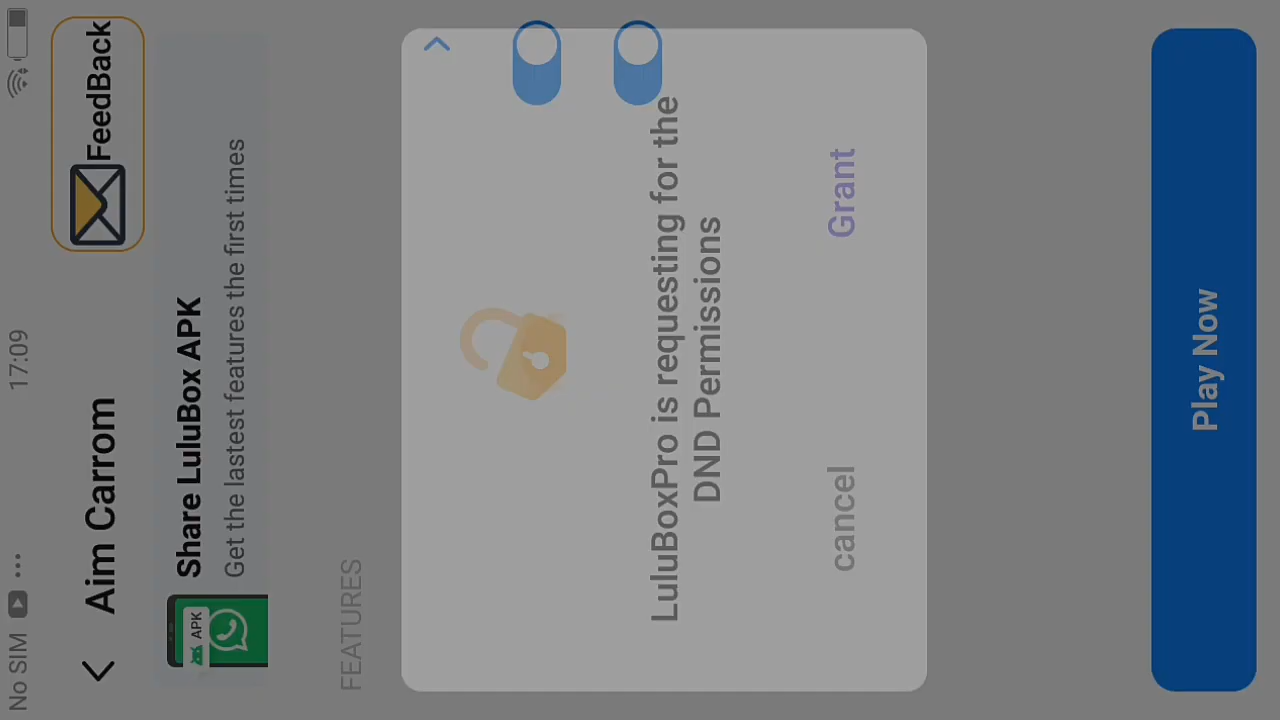 No SIM 17:09
Aim Carrom
FeedBack
APK
Share LuluBox APK
Get the lastest features the first times
FEATURES
LuluBoxPro is requesting for the
DND Permissions
cancel
Grant
Play Now